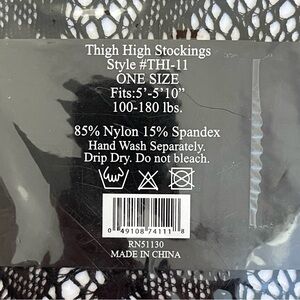 Thigh High Stockings
Style #THI-11
ONE SIZE
Fits:5'-5'10"
100-180 lbs.
85% Nylon 15% Spandex
Hand Wash Separately.
Drip Dry. Do not bleach.
0 49108 74111 8
RN51130
MADE IN CHINA